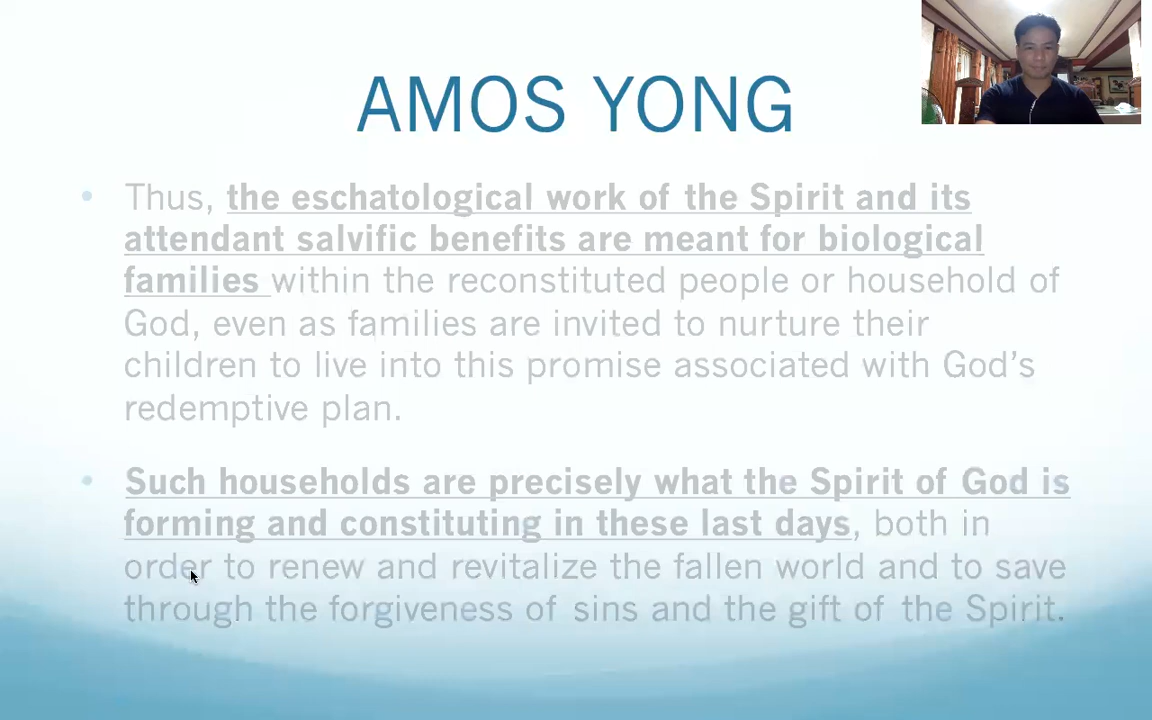 AMOS YONG
• Thus, the eschatological work of the Spirit and its
attendant salvific benefits are meant for biological
families within the reconstituted people or household of
God, even as families are invited to nurture their
children to live into this promise associated with God’s
redemptive plan.
• Such households are precisely what the Spirit of God is
forming and constituting in these last days, both in
order to renew and revitalize the fallen world and to save
through the forgiveness of sins and the gift of the Spirit.